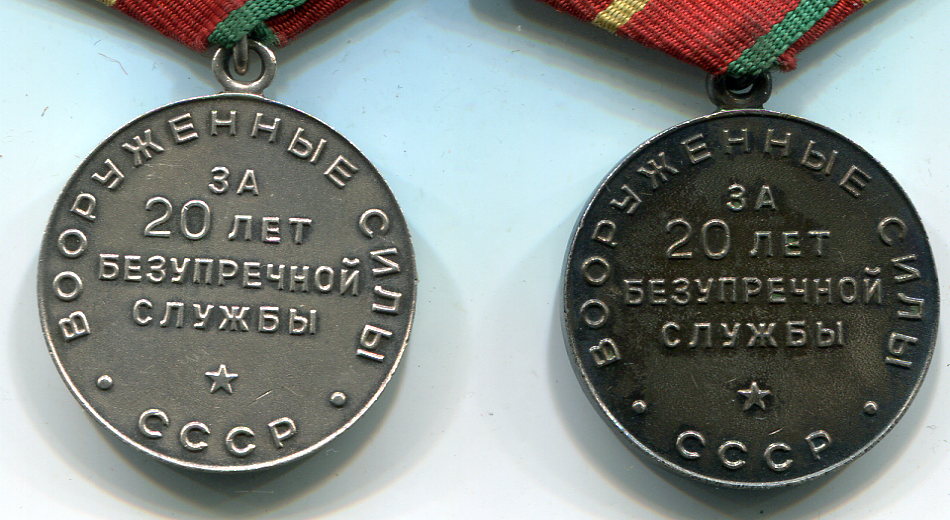 ВООРУЖЕННЫЕ СИЛЫ
ЗА
20 ЛЕТ
БЕЗУПРЕЧНОЙ
СЛУЖБЫ
СССР
ВООРУЖЕННЫЕ СИЛЫ
ЗА
20 ЛЕТ
БЕЗУПРЕЧНОЙ
СЛУЖБЫ
СССР